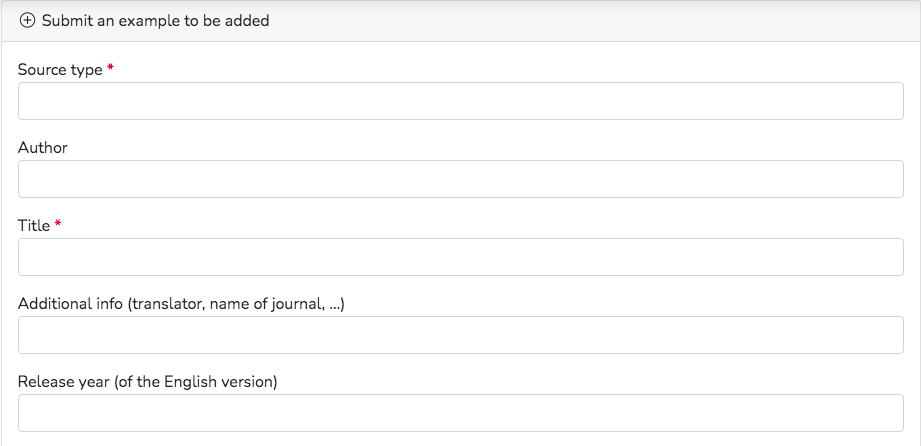 Submit an example to be added
Source type *
Author
Title *
Additional info (translator, name of journal, ...)
Release year (of the English version)